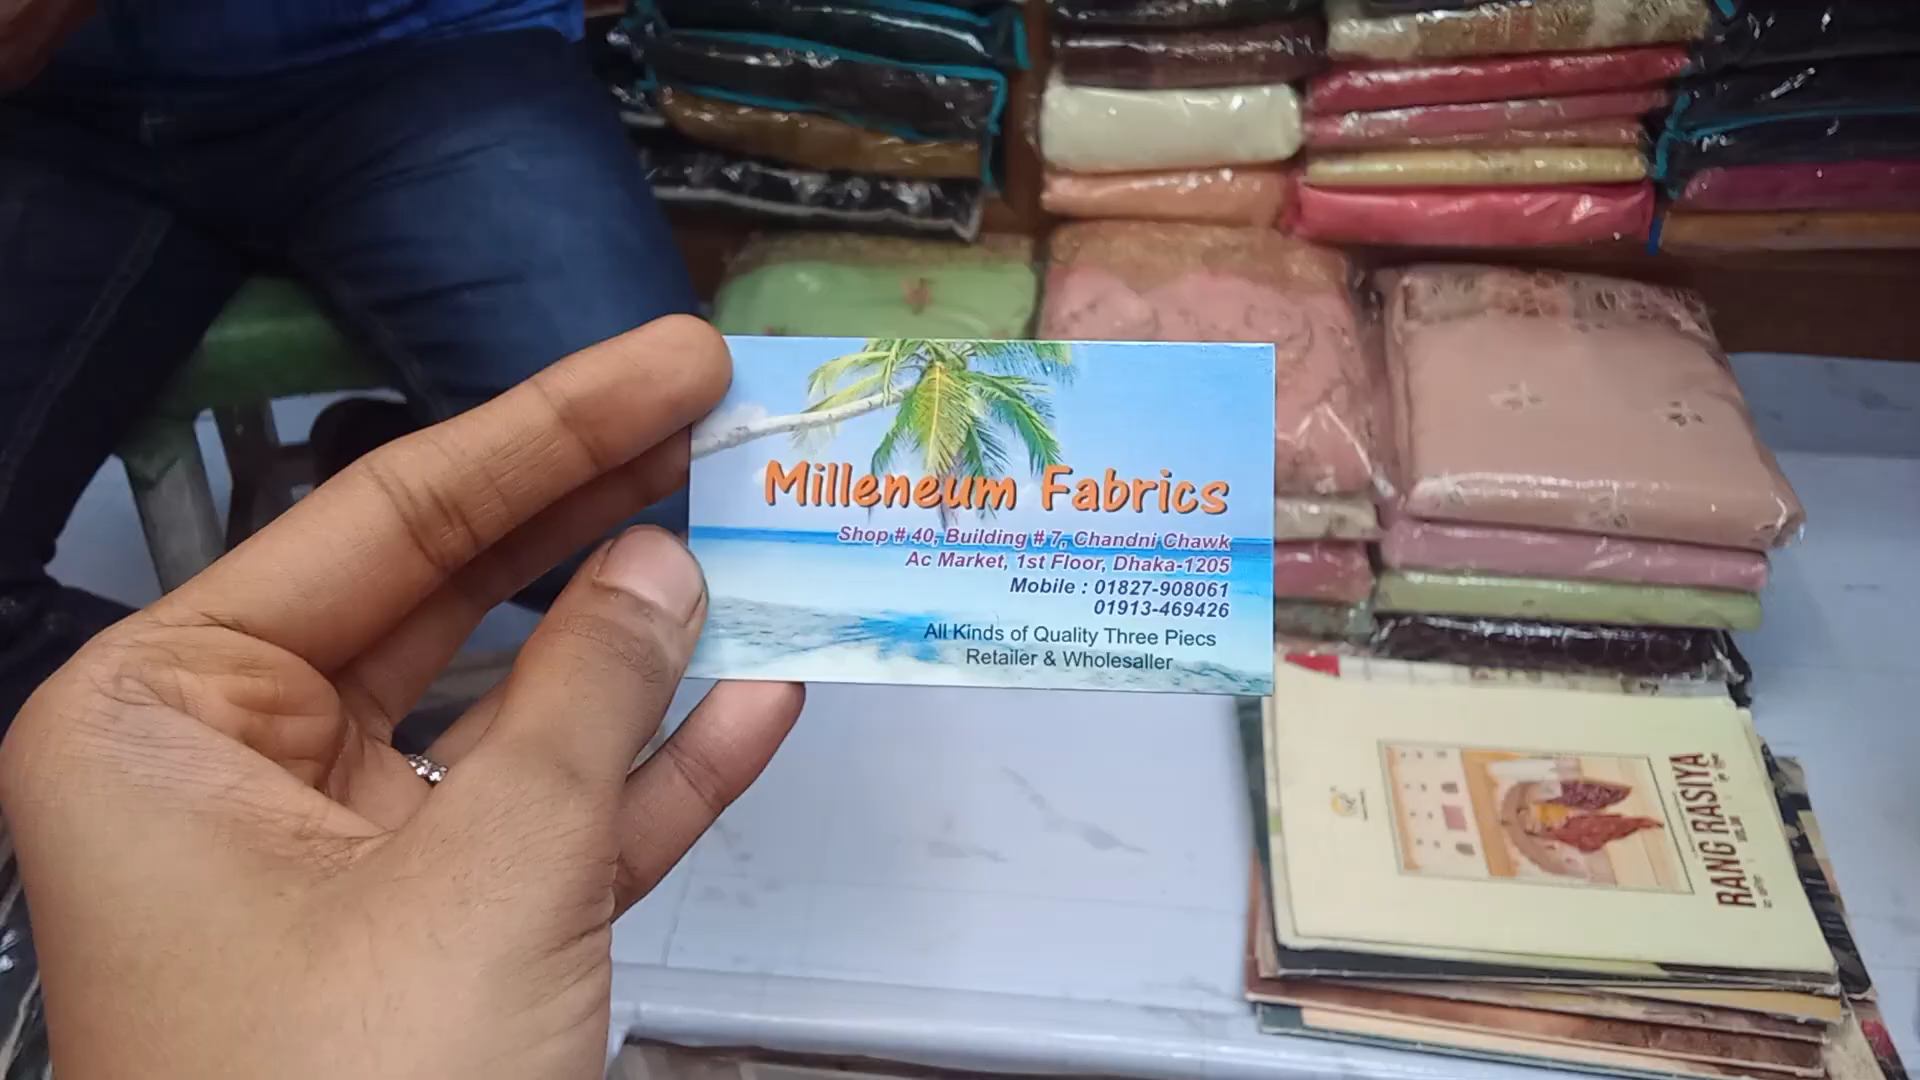 Milleneum Fabrics
Shop # 40, Building # 7, Chandni Chawk
Ac Market, 1st Floor, Dhaka-1205
Mobile : 01827-908061
01913-469426
All Kinds of Quality Three Piecs
Retailer & Wholesaller
RANG RASIYA